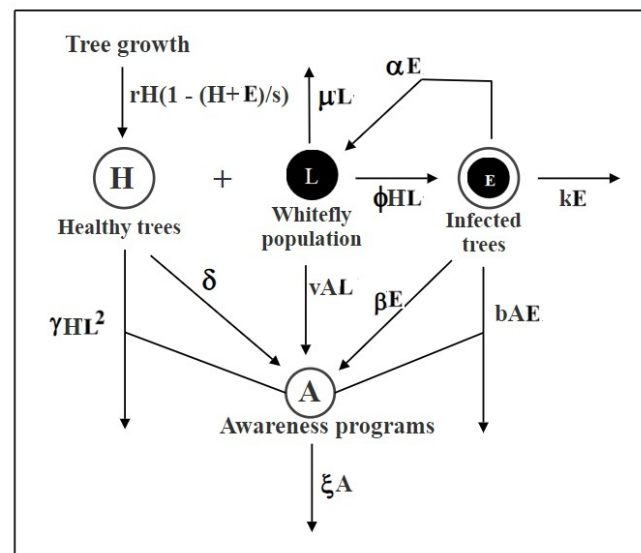 Tree growth
rH(1 - (H+E)/s)
μL
αE
H
+
L
E
Healthy trees
Whitefly
population
ϕHL
Infected
trees
kE
δ
vAL
βE
bAE
γHL²
A
Awareness programs
ξA